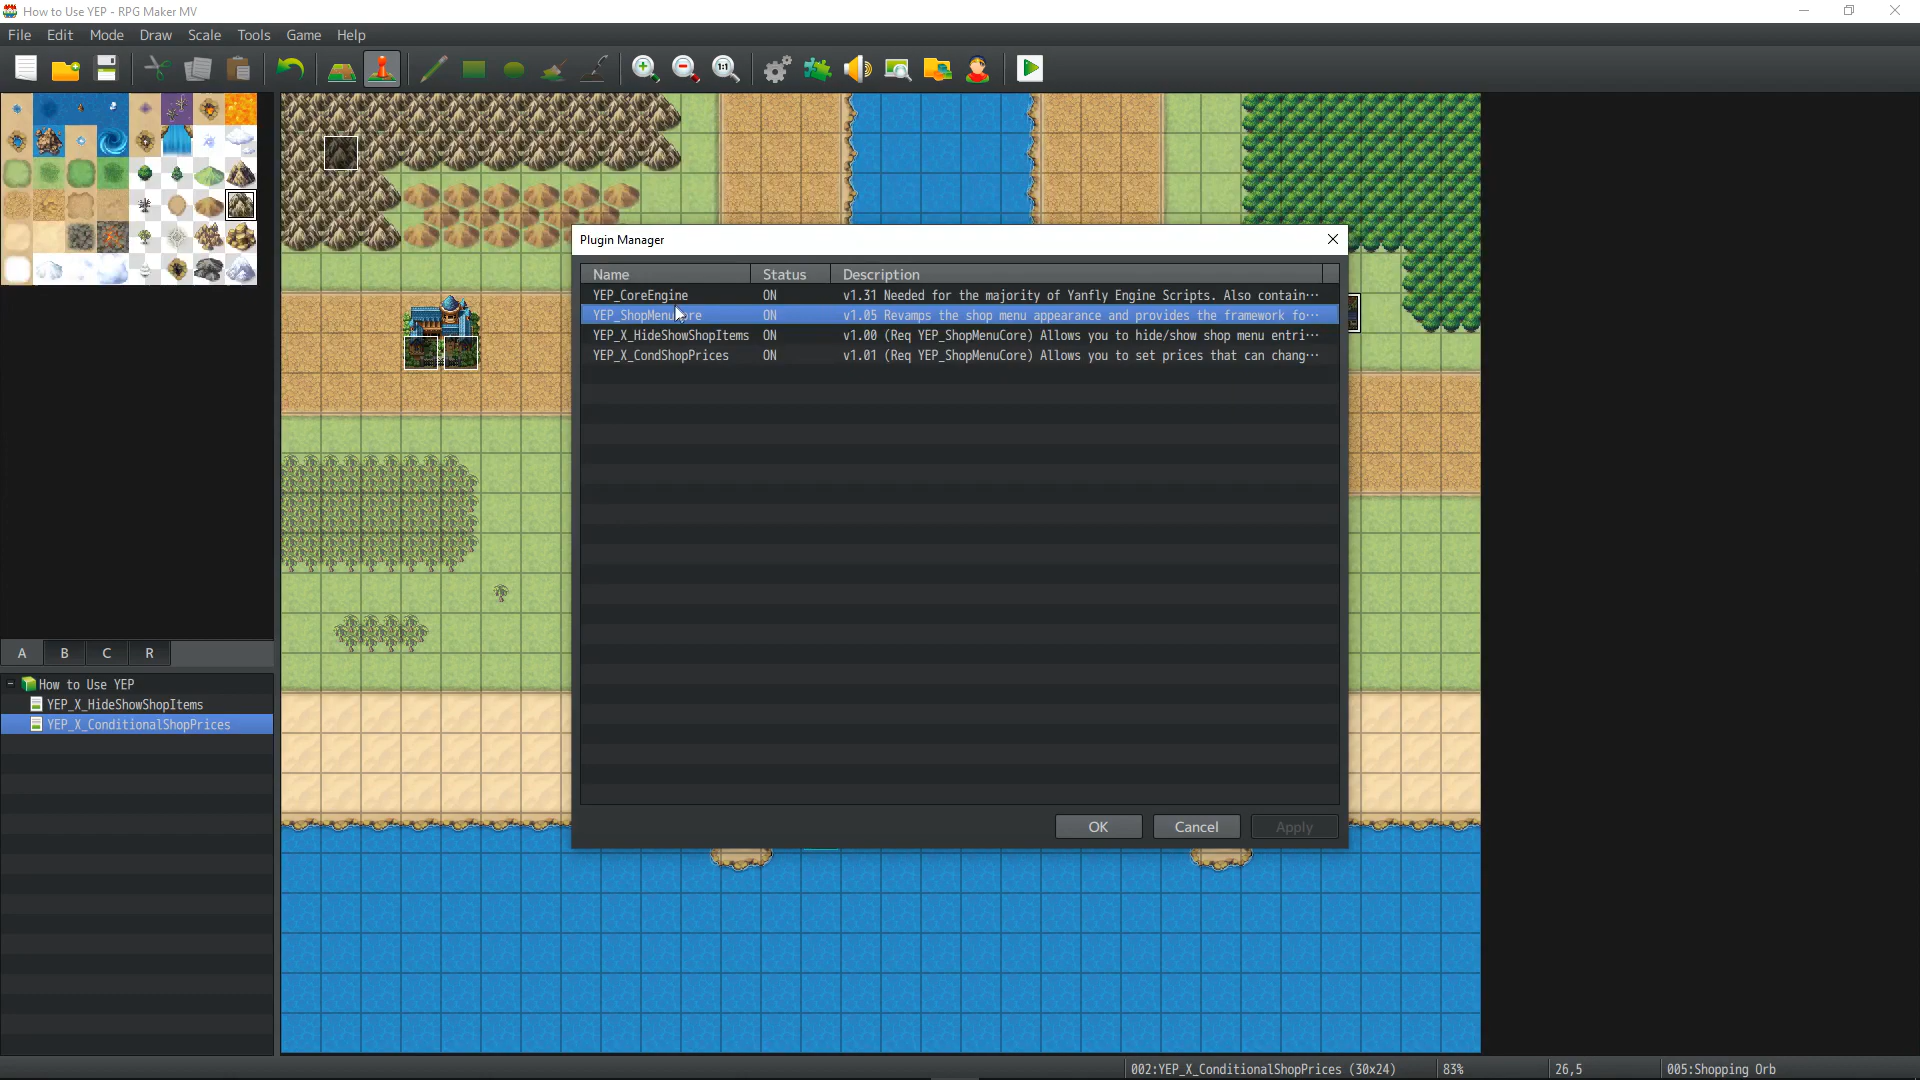 How to Use YEP - RPG Maker MV
File Edit Mode Draw Scale Tools Game Help
1:1
Plugin Manager
Name Status Description
YEP_CoreEngine ON v1.31 Needed for the majority of Yanfly Engine Scripts. Also contain···
YEP_ShopMenuCore ON v1.05 Revamps the shop menu appearance and provides the framework fo···
YEP_X_HideShowShopItems ON v1.00 (Req YEP_ShopMenuCore) Allows you to hide/show shop menu entri···
YEP_X_CondShopPrices ON v1.01 (Req YEP_ShopMenuCore) Allows you to set prices that can chang···
A B C R
How to Use YEP
YEP_X_HideShowShopItems
YEP_X_ConditionalShopPrices
OK Cancel Apply
002:YEP_X_ConditionalShopPrices (30x24) 83% 26,5 005:Shopping Orb